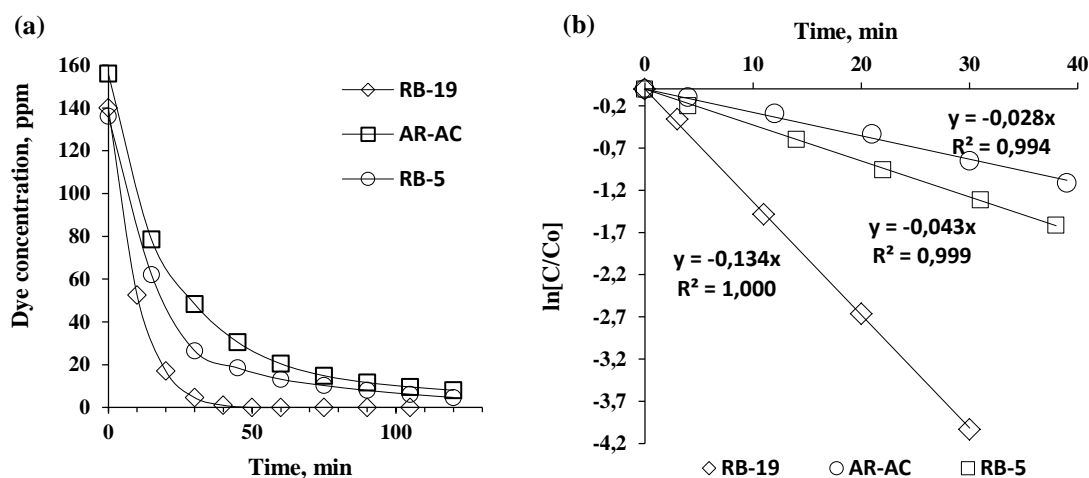 (a)
160
140
120
100
80
60
40
20
0
Dye concentration, ppm
0
50
100
Time, min
RB-19
AR-AC
RB-5
(b)
Time, min
0
10
20
30
40
-0,2
-0,7
-1,2
-1,7
-2,2
-2,7
-3,2
-3,7
-4,2
ln[C/Co]
y = -0,028x
R² = 0,994
y = -0,043x
R² = 0,999
y = -0,134x
R² = 1,000
RB-19 AR-AC RB-5